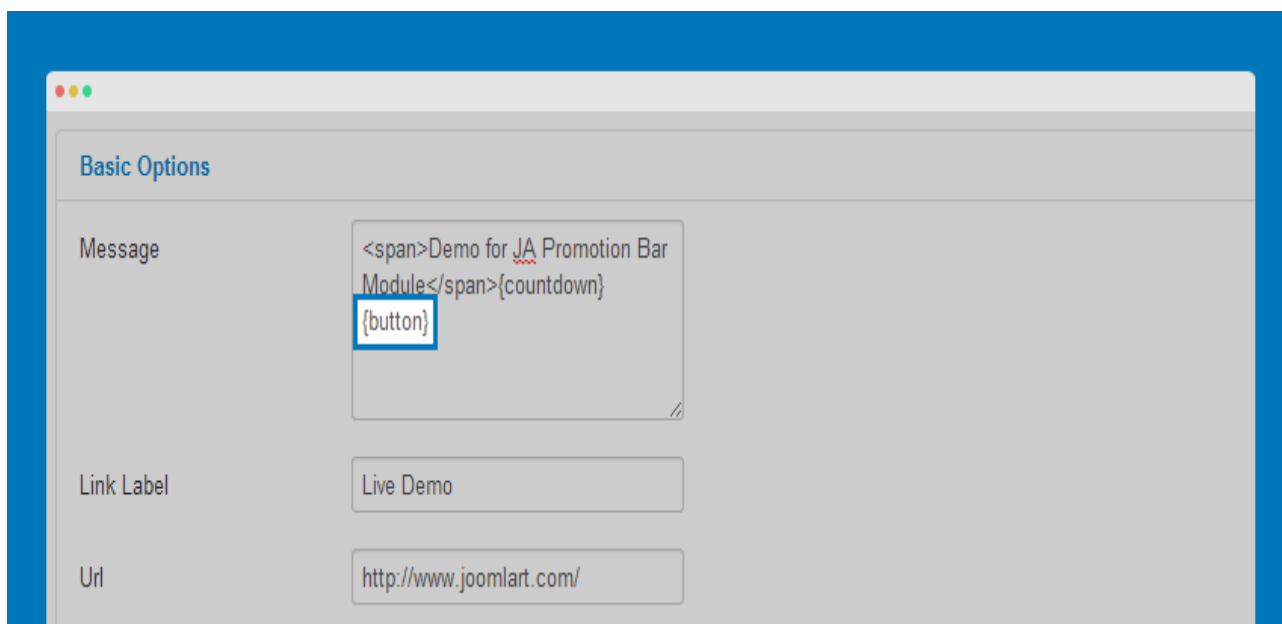 Basic Options
Message
<span>Demo for JA Promotion Bar
Module</span>{countdown}
{button}
Link Label
Live Demo
Url
http://www.joomlart.com/